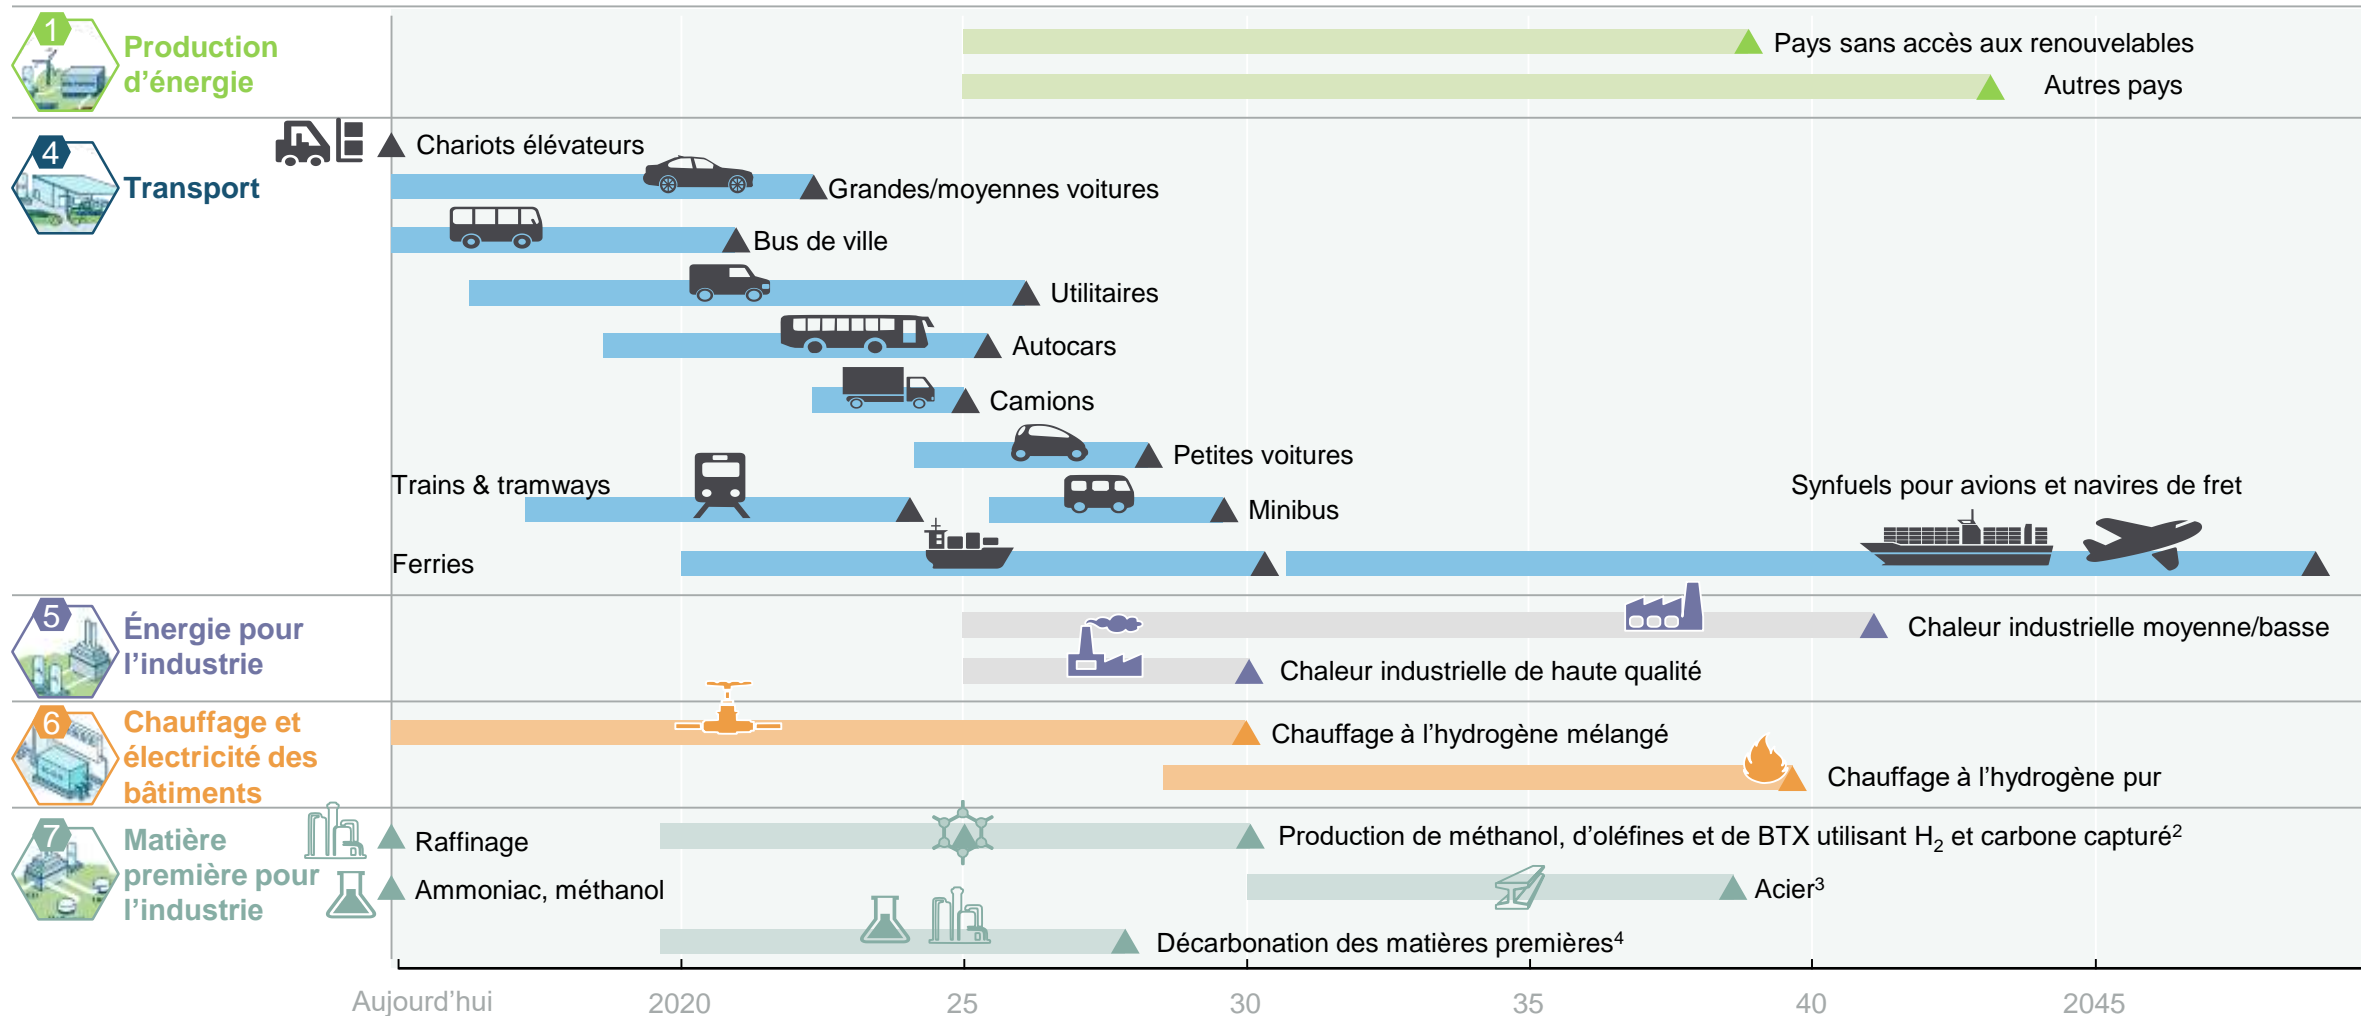 1
Production
d’énergie
Pays sans accès aux renouvelables
Autres pays
4
Transport
Chariots élévateurs
Grandes/moyennes voitures
Bus de ville
Utilitaires
Autocars
Camions
Petites voitures
Trains & tramways
Minibus
Synfuels pour avions et navires de fret
Ferries
5
Énergie pour
l’industrie
Chaleur industrielle moyenne/basse
Chaleur industrielle de haute qualité
6
Chauffage et
électricité des
bâtiments
Chauffage à l’hydrogène mélangé
Chauffage à l’hydrogène pur
7
Matière
première pour
l’industrie
Raffinage
Production de méthanol, d’oléfines et de BTX utilisant H₂ et carbone capturé²
Ammoniac, méthanol
Acier³
Décarbonation des matières premières⁴
Aujourd’hui 2020 25 30 35 40 2045